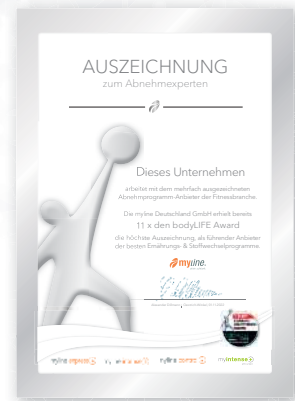 AUSZEICHNUNG
zum Abnehmexperten
Dieses Unternehmen
arbeitet mit dem mehrfach ausgezeichneten
Abnehmprogramm-Anbieter der Fitnessbranche.
Die myline Deutschland GmbH erhielt bereits
11 x den bodyLIFE Award
die höchste Auszeichnung, als führender Anbieter
der besten Ernährungs- & Stoffwechselprogramme.
myline.
myintense